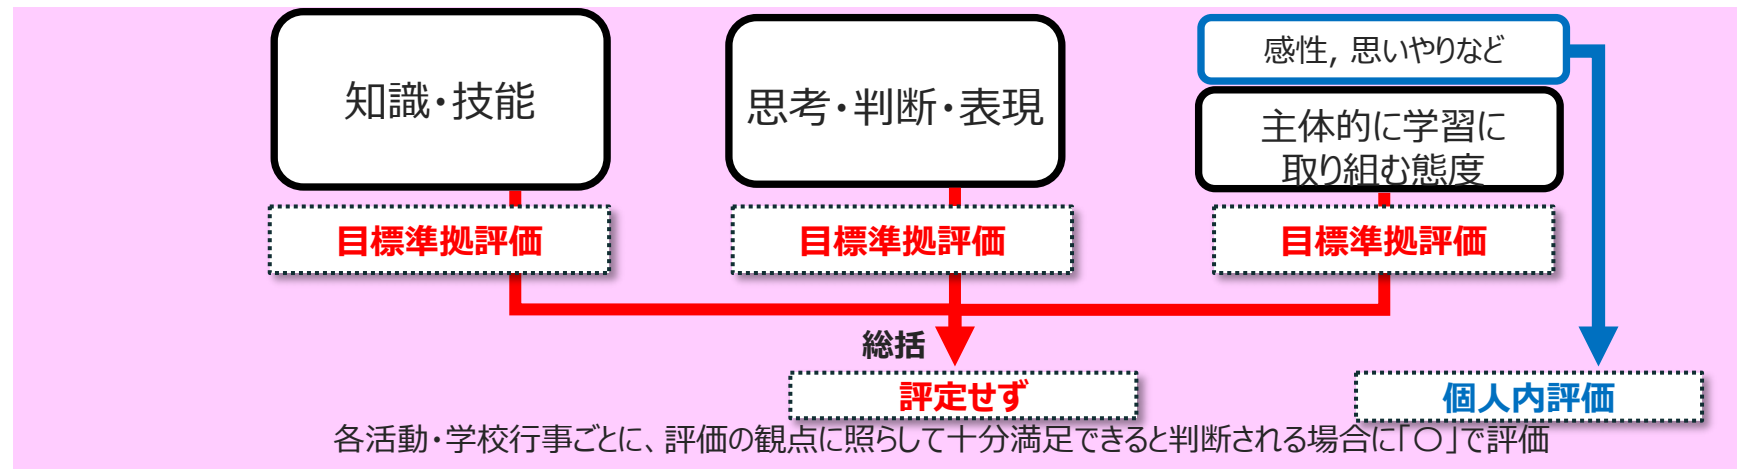 知識・技能
思考・判断・表現
感性, 思いやりなど
主体的に学習に
取り組む態度
目標準拠評価
目標準拠評価
目標準拠評価
総括
評定せず
個人内評価
各活動・学校行事ごとに、評価の観点に照らして十分満足できると判断される場合に「〇」で評価